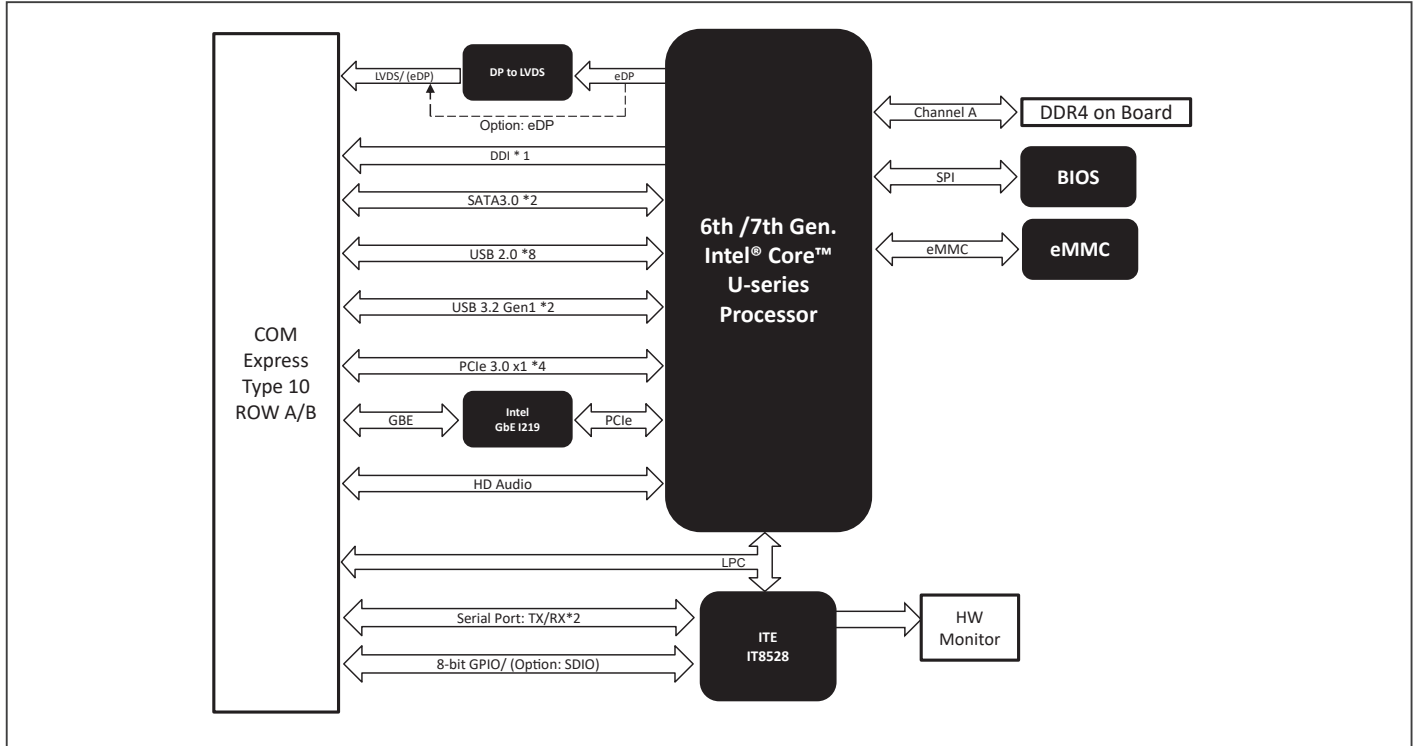 COM
Express
Type 10
ROW A/B
LVDS/ (eDP)
DP to LVDS
eDP
Option: eDP
DDI * 1
SATA3.0 *2
USB 2.0 *8
USB 3.2 Gen1 *2
PCIe 3.0 x1 *4
GBE
Intel
GbE I219
PCIe
HD Audio
LPC
Serial Port: TX/RX*2
8-bit GPIO/ (Option: SDIO)
6th /7th Gen.
Intel® Core™
U-series
Processor
Channel A
DDR4 on Board
SPI
BIOS
eMMC
eMMC
ITE
IT8528
HW
Monitor